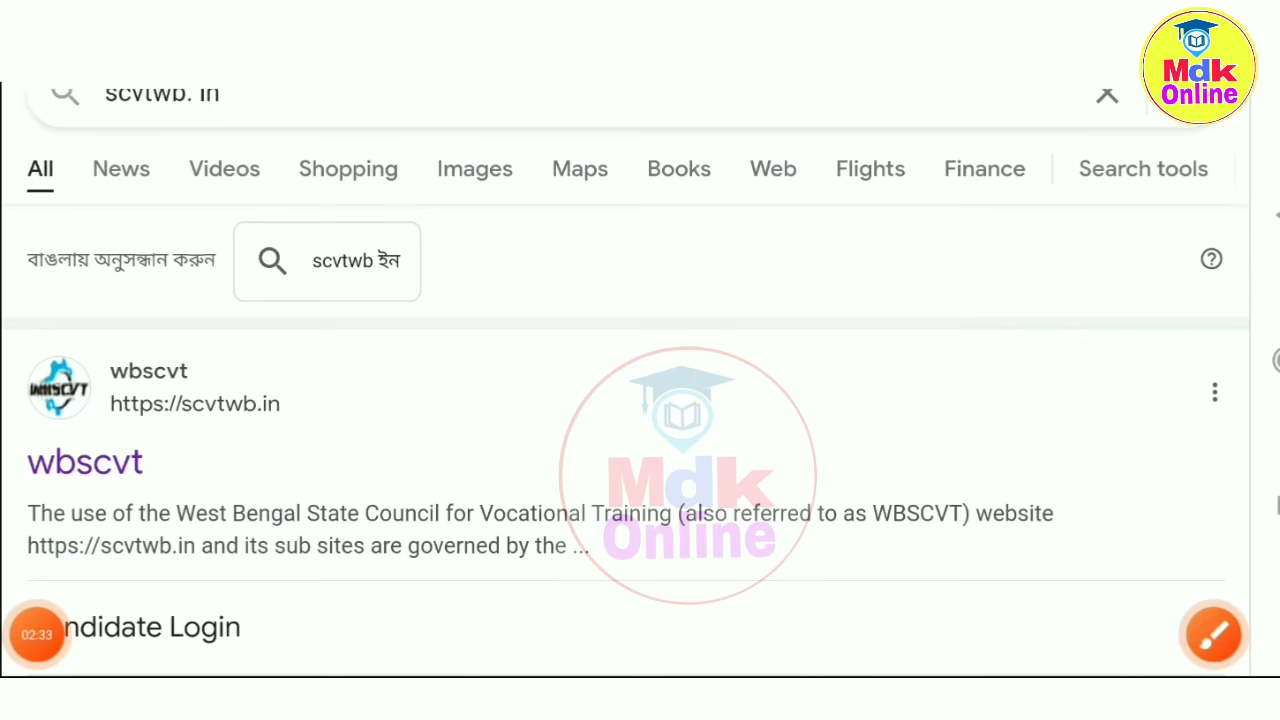 Mdk
Online
scvtwb. in
All News Videos Shopping Images Maps Books Web Flights Finance Search tools
বাঙলায় অনুসন্ধান করুন scvtwb ইন
WBSCVT
wbscvt
https://scvtwb.in
wbscvt
The use of the West Bengal State Council for Vocational Training (also referred to as WBSCVT) website
https://scvtwb.in and its sub sites are governed by the ...
Mdk
Online
02:33
ndidate Login